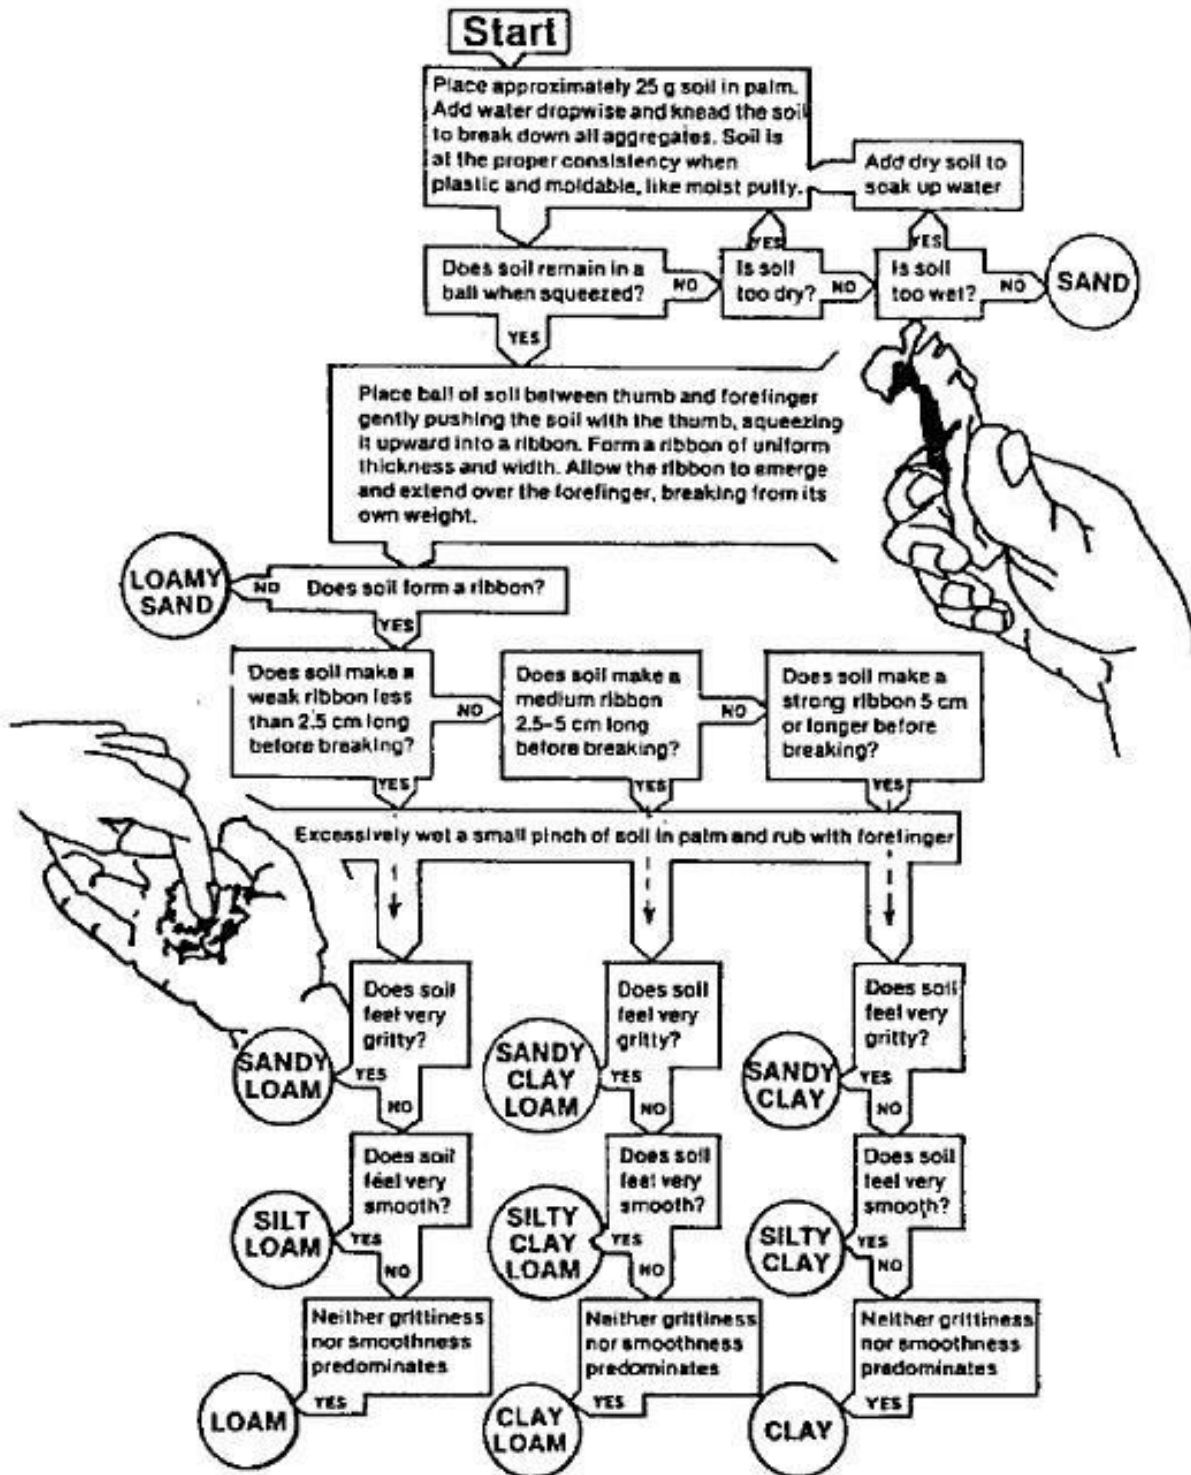 Start
Place approximately 25 g soil in palm.
Add water dropwise and knead the soil
to break down all aggregates. Soil is
at the proper consistency when
plastic and moldable, like moist putty.
Add dry soil to
soak up water
YES
YES
Does soil remain in a
ball when squeezed?
NO
Is soil
too dry?
NO
Is soil
too wet?
NO
SAND
YES
Place ball of soil between thumb and forefinger
gently pushing the soil with the thumb, squeezing
it upward into a ribbon. Form a ribbon of uniform
thickness and width. Allow the ribbon to emerge
and extend over the forefinger, breaking from its
own weight.
LOAMY
SAND
NO
Does soil form a ribbon?
YES
Does soil make a
weak ribbon less
than 2.5 cm long
before breaking?
NO
Does soil make a
medium ribbon
2.5-5 cm long
before breaking?
NO
Does soil make a
strong ribbon 5 cm
or longer before
breaking?
YES
YES
YES
Excessively wet a small pinch of soil in palm and rub with forefinger
Does soil
feel very
gritty?
Does soil
feel very
gritty?
Does soil
feel very
gritty?
SANDY
LOAM
YES
NO
SANDY
CLAY
LOAM
YES
NO
SANDY
CLAY
YES
NO
Does soil
feel very
smooth?
Does soil
feel very
smooth?
Does soil
feel very
smooth?
SILT
LOAM
YES
NO
SILTY
CLAY
LOAM
YES
NO
SILTY
CLAY
YES
NO
Neither grittiness
nor smoothness
predominates
Neither grittiness
nor smoothness
predominates
Neither grittiness
nor smoothness
predominates
LOAM
YES
CLAY
LOAM
YES
CLAY
YES